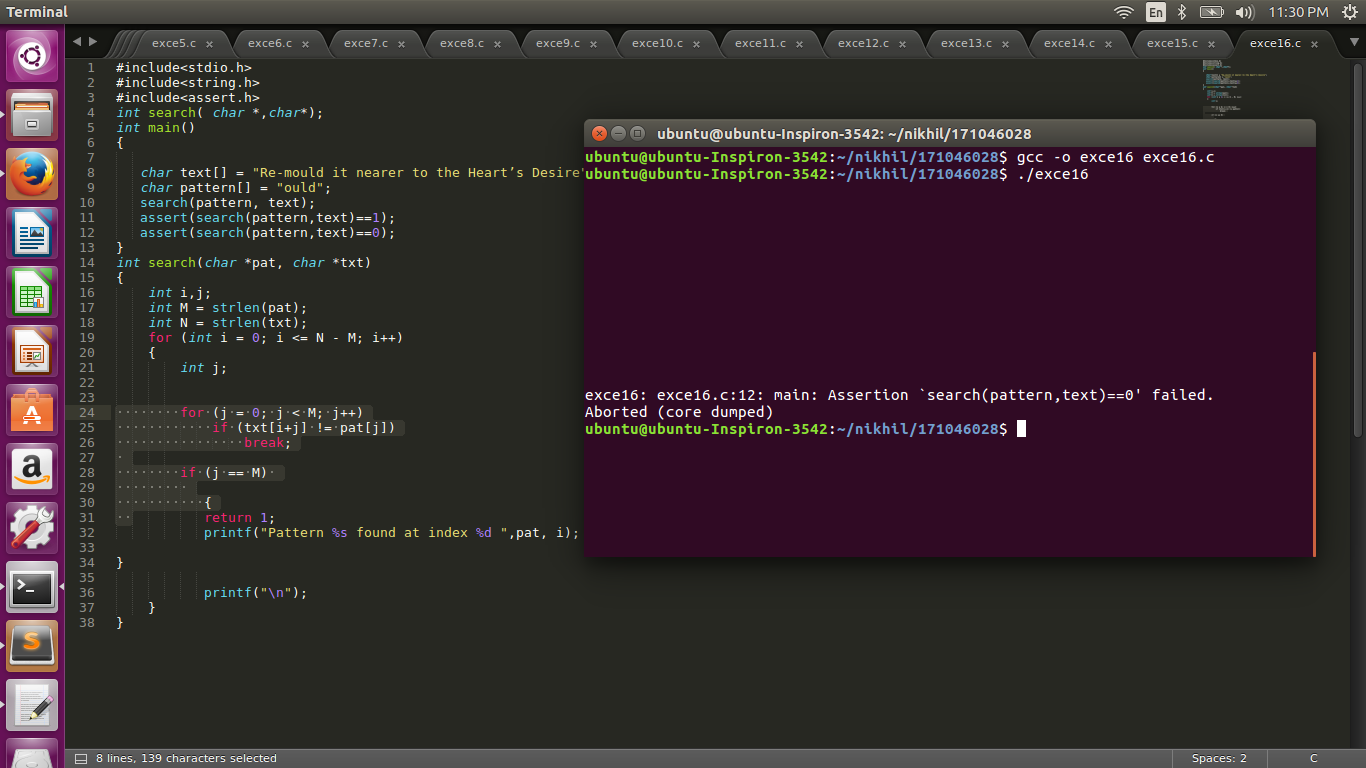 Terminal
En
11:30 PM
exce5.c ×
exce6.c ×
exce7.c ×
exce8.c ×
exce9.c ×
exce10.c ×
exce11.c ×
exce12.c ×
exce13.c ×
exce14.c ×
exce15.c ×
exce16.c ×
1 #include<stdio.h>
2 #include<string.h>
3 #include<assert.h>
4 int search( char *,char*);
5 int main()
6 {
7
8 char text[] = "Re-mould it nearer to the Heart’s Desire"
9 char pattern[] = "ould";
10 search(pattern, text);
11 assert(search(pattern,text)==1);
12 assert(search(pattern,text)==0);
13 }
14 int search(char *pat, char *txt)
15 {
16 int i,j;
17 int M = strlen(pat);
18 int N = strlen(txt);
19 for (int i = 0; i <= N - M; i++)
20 {
21 int j;
22
23
24 for (j = 0; j < M; j++)
25 if (txt[i+j] != pat[j])
26 break;
27
28 if (j == M)
29
30 {
31 return 1;
32 printf("Pattern %s found at index %d ",pat, i);
33
34 }
35
36 printf("\n");
37 }
38 }
ubuntu@ubuntu-Inspiron-3542: ~/nikhil/171046028
ubuntu@ubuntu-Inspiron-3542:~/nikhil/171046028$ gcc -o exce16 exce16.c
ubuntu@ubuntu-Inspiron-3542:~/nikhil/171046028$ ./exce16
exce16: exce16.c:12: main: Assertion `search(pattern,text)==0' failed.
Aborted (core dumped)
ubuntu@ubuntu-Inspiron-3542:~/nikhil/171046028$
8 lines, 139 characters selected
Spaces: 2
C